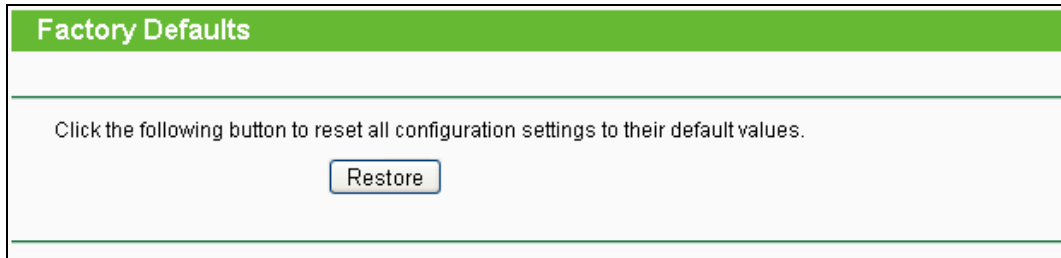 Factory Defaults
Click the following button to reset all configuration settings to their default values.
Restore